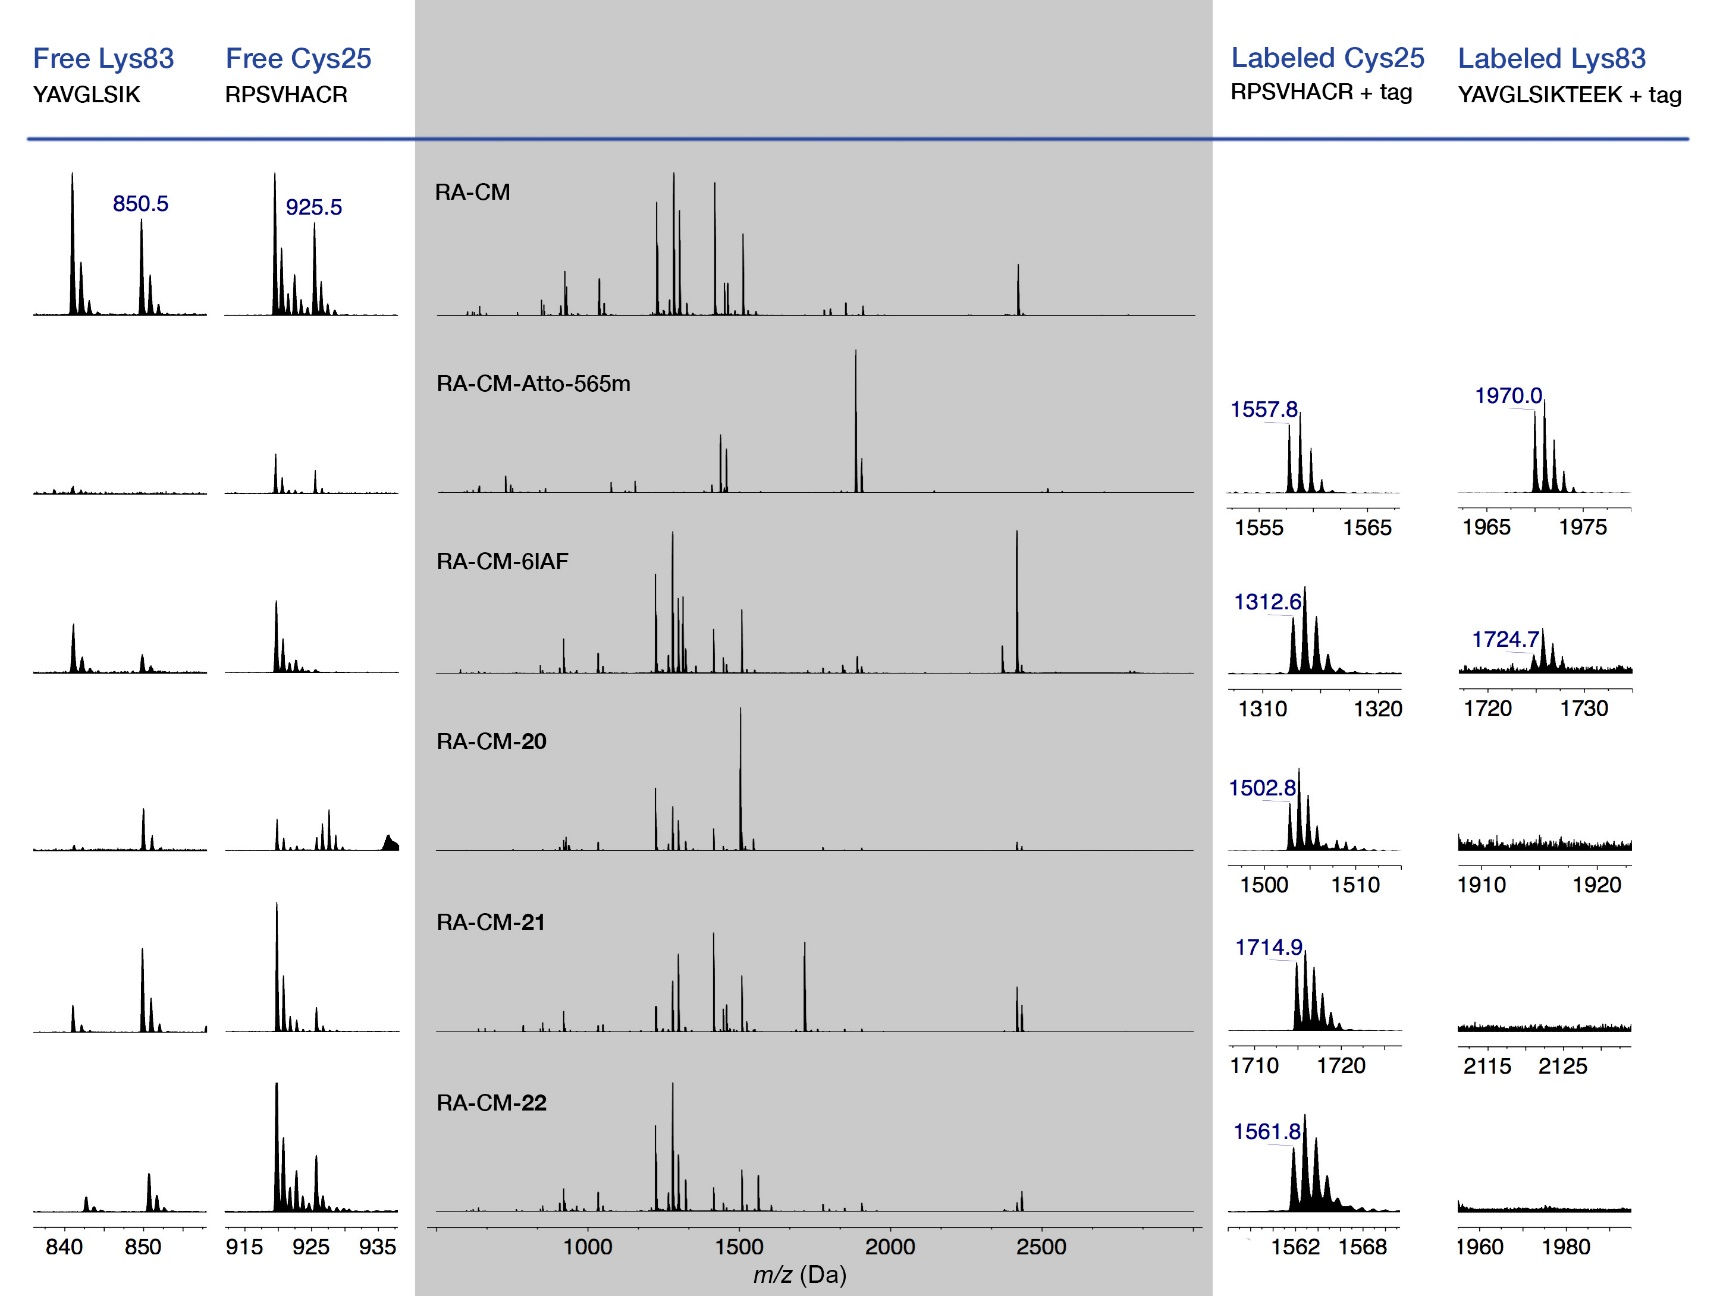 Free Lys83 Free Cys25 Labeled Cys25 Labeled Lys83
YAVGLSIK RPSVHACR RPSVHACR + tag YAVGLSIKTEEK + tag
850.5 925.5 RA-CM
RA-CM-Atto-565m 1557.8 1970.0
1555 1565 1965 1975
RA-CM-6IAF 1312.6 1724.7
1310 1320 1720 1730
RA-CM-20 1502.8
1500 1510 1910 1920
RA-CM-21 1714.9
1710 1720 2115 2125
RA-CM-22 1561.8
840 850 915 925 935 1000 1500 2000 2500 1562 1568 1960 1980
m/z (Da)